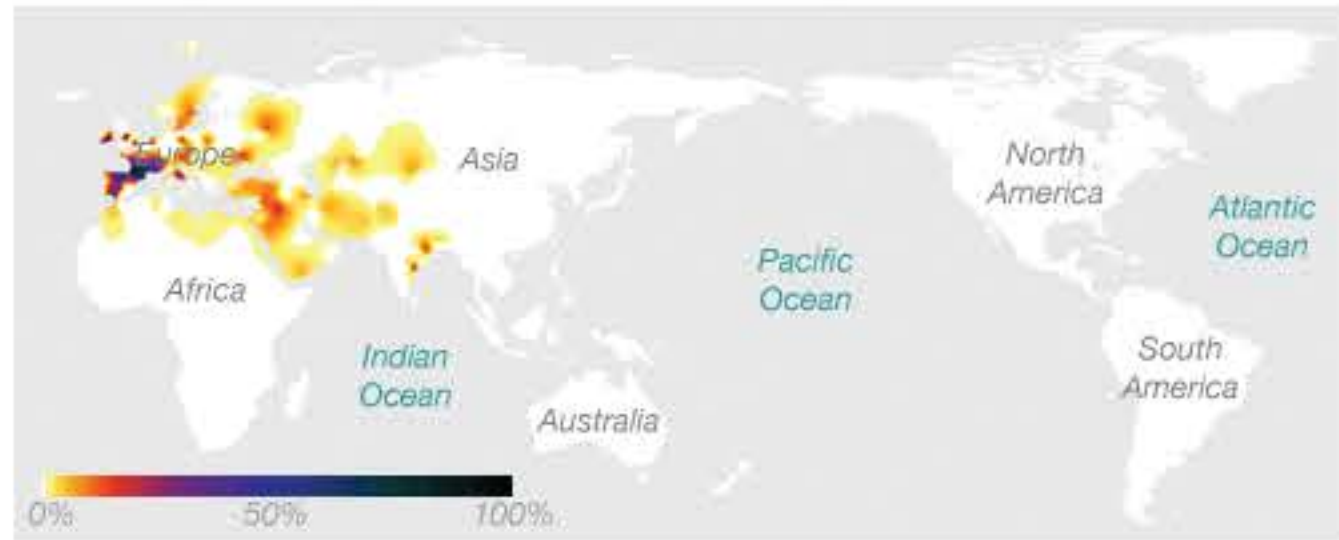 Europe
Asia
North
America
Atlantic
Ocean
Pacific
Ocean
Africa
Indian
Ocean
South
America
Australia
0%
50%
100%